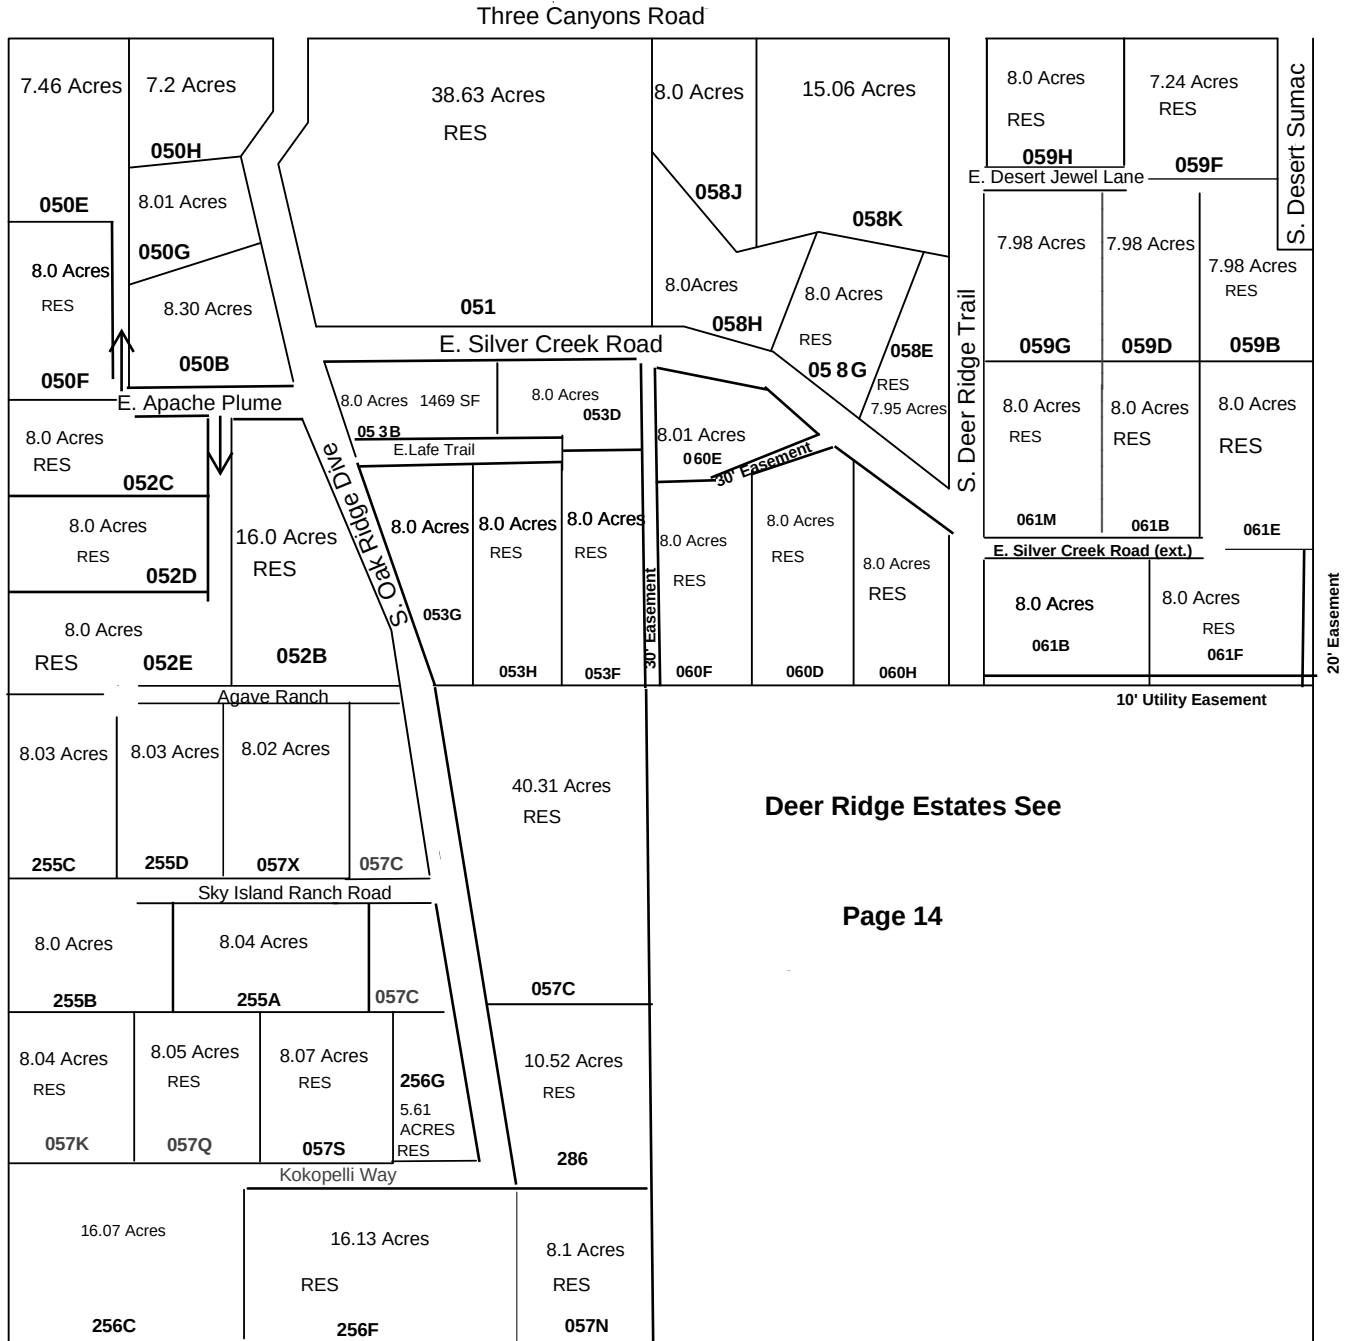 Three Canyons Road
7.46 Acres
050E
7.2 Acres
050H
38.63 Acres
RES
051
8.0 Acres
058J
15.06 Acres
058K
8.0 Acres
RES
059H
7.24 Acres
RES
059F
S. Desert Sumac
E. Desert Jewel Lane
8.01 Acres
050G
8.0 Acres
RES
050F
8.30 Acres
050B
8.0Acres
058H
8.0 Acres
RES
05 8 G
058E
RES
7.95 Acres
S. Deer Ridge Trail
7.98 Acres
059G
7.98 Acres
059D
7.98 Acres
RES
059B
E. Silver Creek Road
E. Apache Plume
8.0 Acres 1469 SF
05 3 B
8.0 Acres
053D
E.Lafe Trail
8.01 Acres
0 60E
30' Easement
8.0 Acres
RES
061M
8.0 Acres
RES
061B
8.0 Acres
RES
061E
8.0 Acres
RES
052C
8.0 Acres
RES
052D
8.0 Acres
RES
052E
16.0 Acres
RES
052B
S. Oak Ridge Dive
8.0 Acres
053G
8.0 Acres
RES
053H
8.0 Acres
RES
053F
30' Easement
8.0 Acres
RES
060F
8.0 Acres
RES
060D
8.0 Acres
RES
060H
E. Silver Creek Road (ext.)
8.0 Acres
061B
8.0 Acres
RES
061F
20' Easement
10' Utility Easement
Agave Ranch
8.03 Acres
255C
8.03 Acres
255D
8.02 Acres
057X
057C
40.31 Acres
RES
057C
Deer Ridge Estates See
Page 14
Sky Island Ranch Road
8.0 Acres
255B
8.04 Acres
255A
057C
8.04 Acres
RES
057K
8.05 Acres
RES
057Q
8.07 Acres
RES
057S
256G
5.61
ACRES
RES
10.52 Acres
RES
286
Kokopelli Way
16.07 Acres
256C
16.13 Acres
RES
256F
8.1 Acres
RES
057N